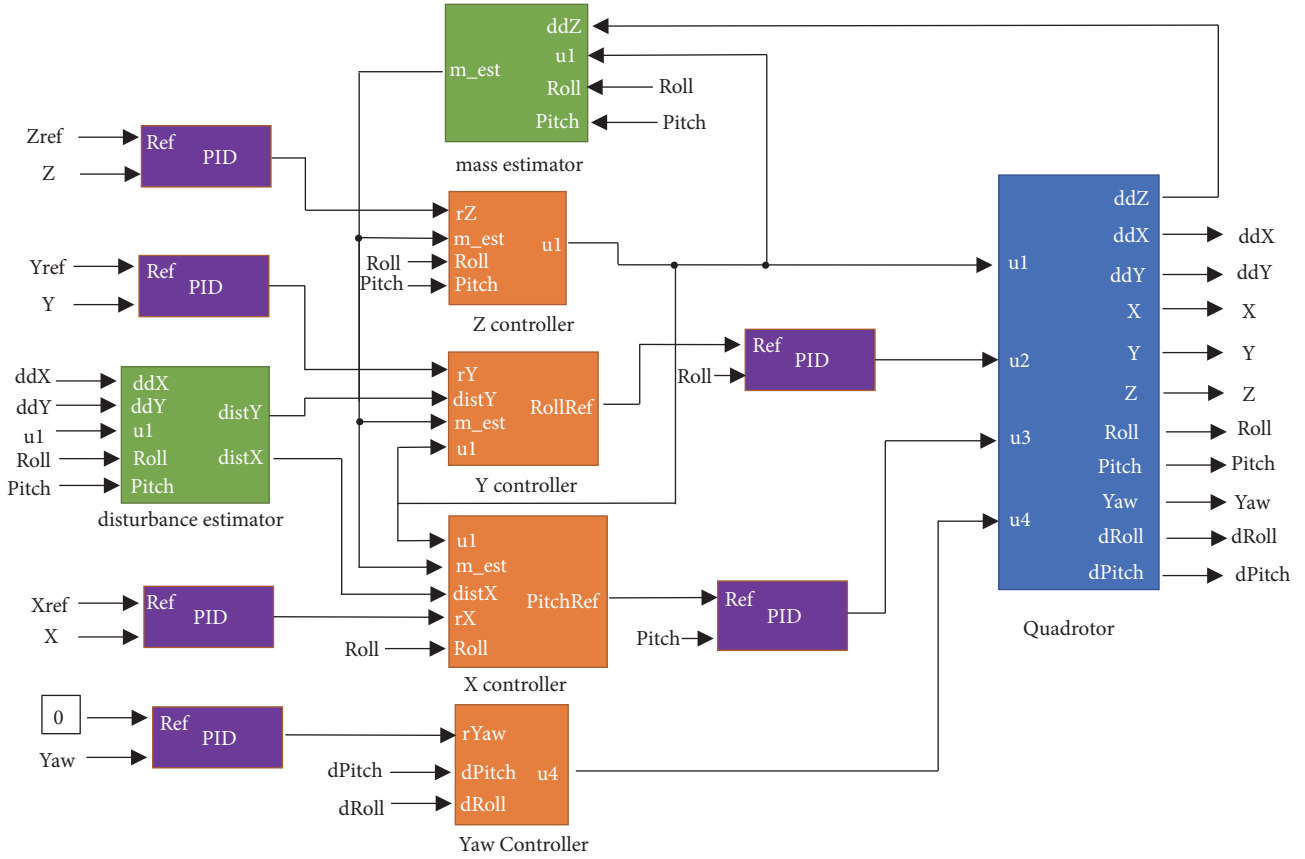 ddZ
u1
m_est
Roll
Roll
Pitch
Pitch
mass estimator
Zref
Z
Ref
PID
rZ
m_est
u1
Roll
Roll
Pitch
Pitch
Z controller
Yref
Y
Ref
PID
ddX
ddY
u1
Roll
Pitch
ddX
ddY
u1
Roll
Pitch
distY
distX
disturbance estimator
rY
distY
m_est
u1
RollRef
Y controller
Ref
PID
Roll
u1
m_est
distX
rX
Roll
PitchRef
Roll
X controller
Xref
X
Ref
PID
Ref
PID
Pitch
0
Yaw
Ref
PID
rYaw
dPitch
dPitch
u4
dRoll
dRoll
Yaw Controller
u1
u2
u3
u4
ddZ
ddX
ddY
X
Y
Z
Roll
Pitch
Yaw
dRoll
dPitch
Quadrotor
ddX
ddY
X
Y
Z
Roll
Pitch
Yaw
dRoll
dPitch